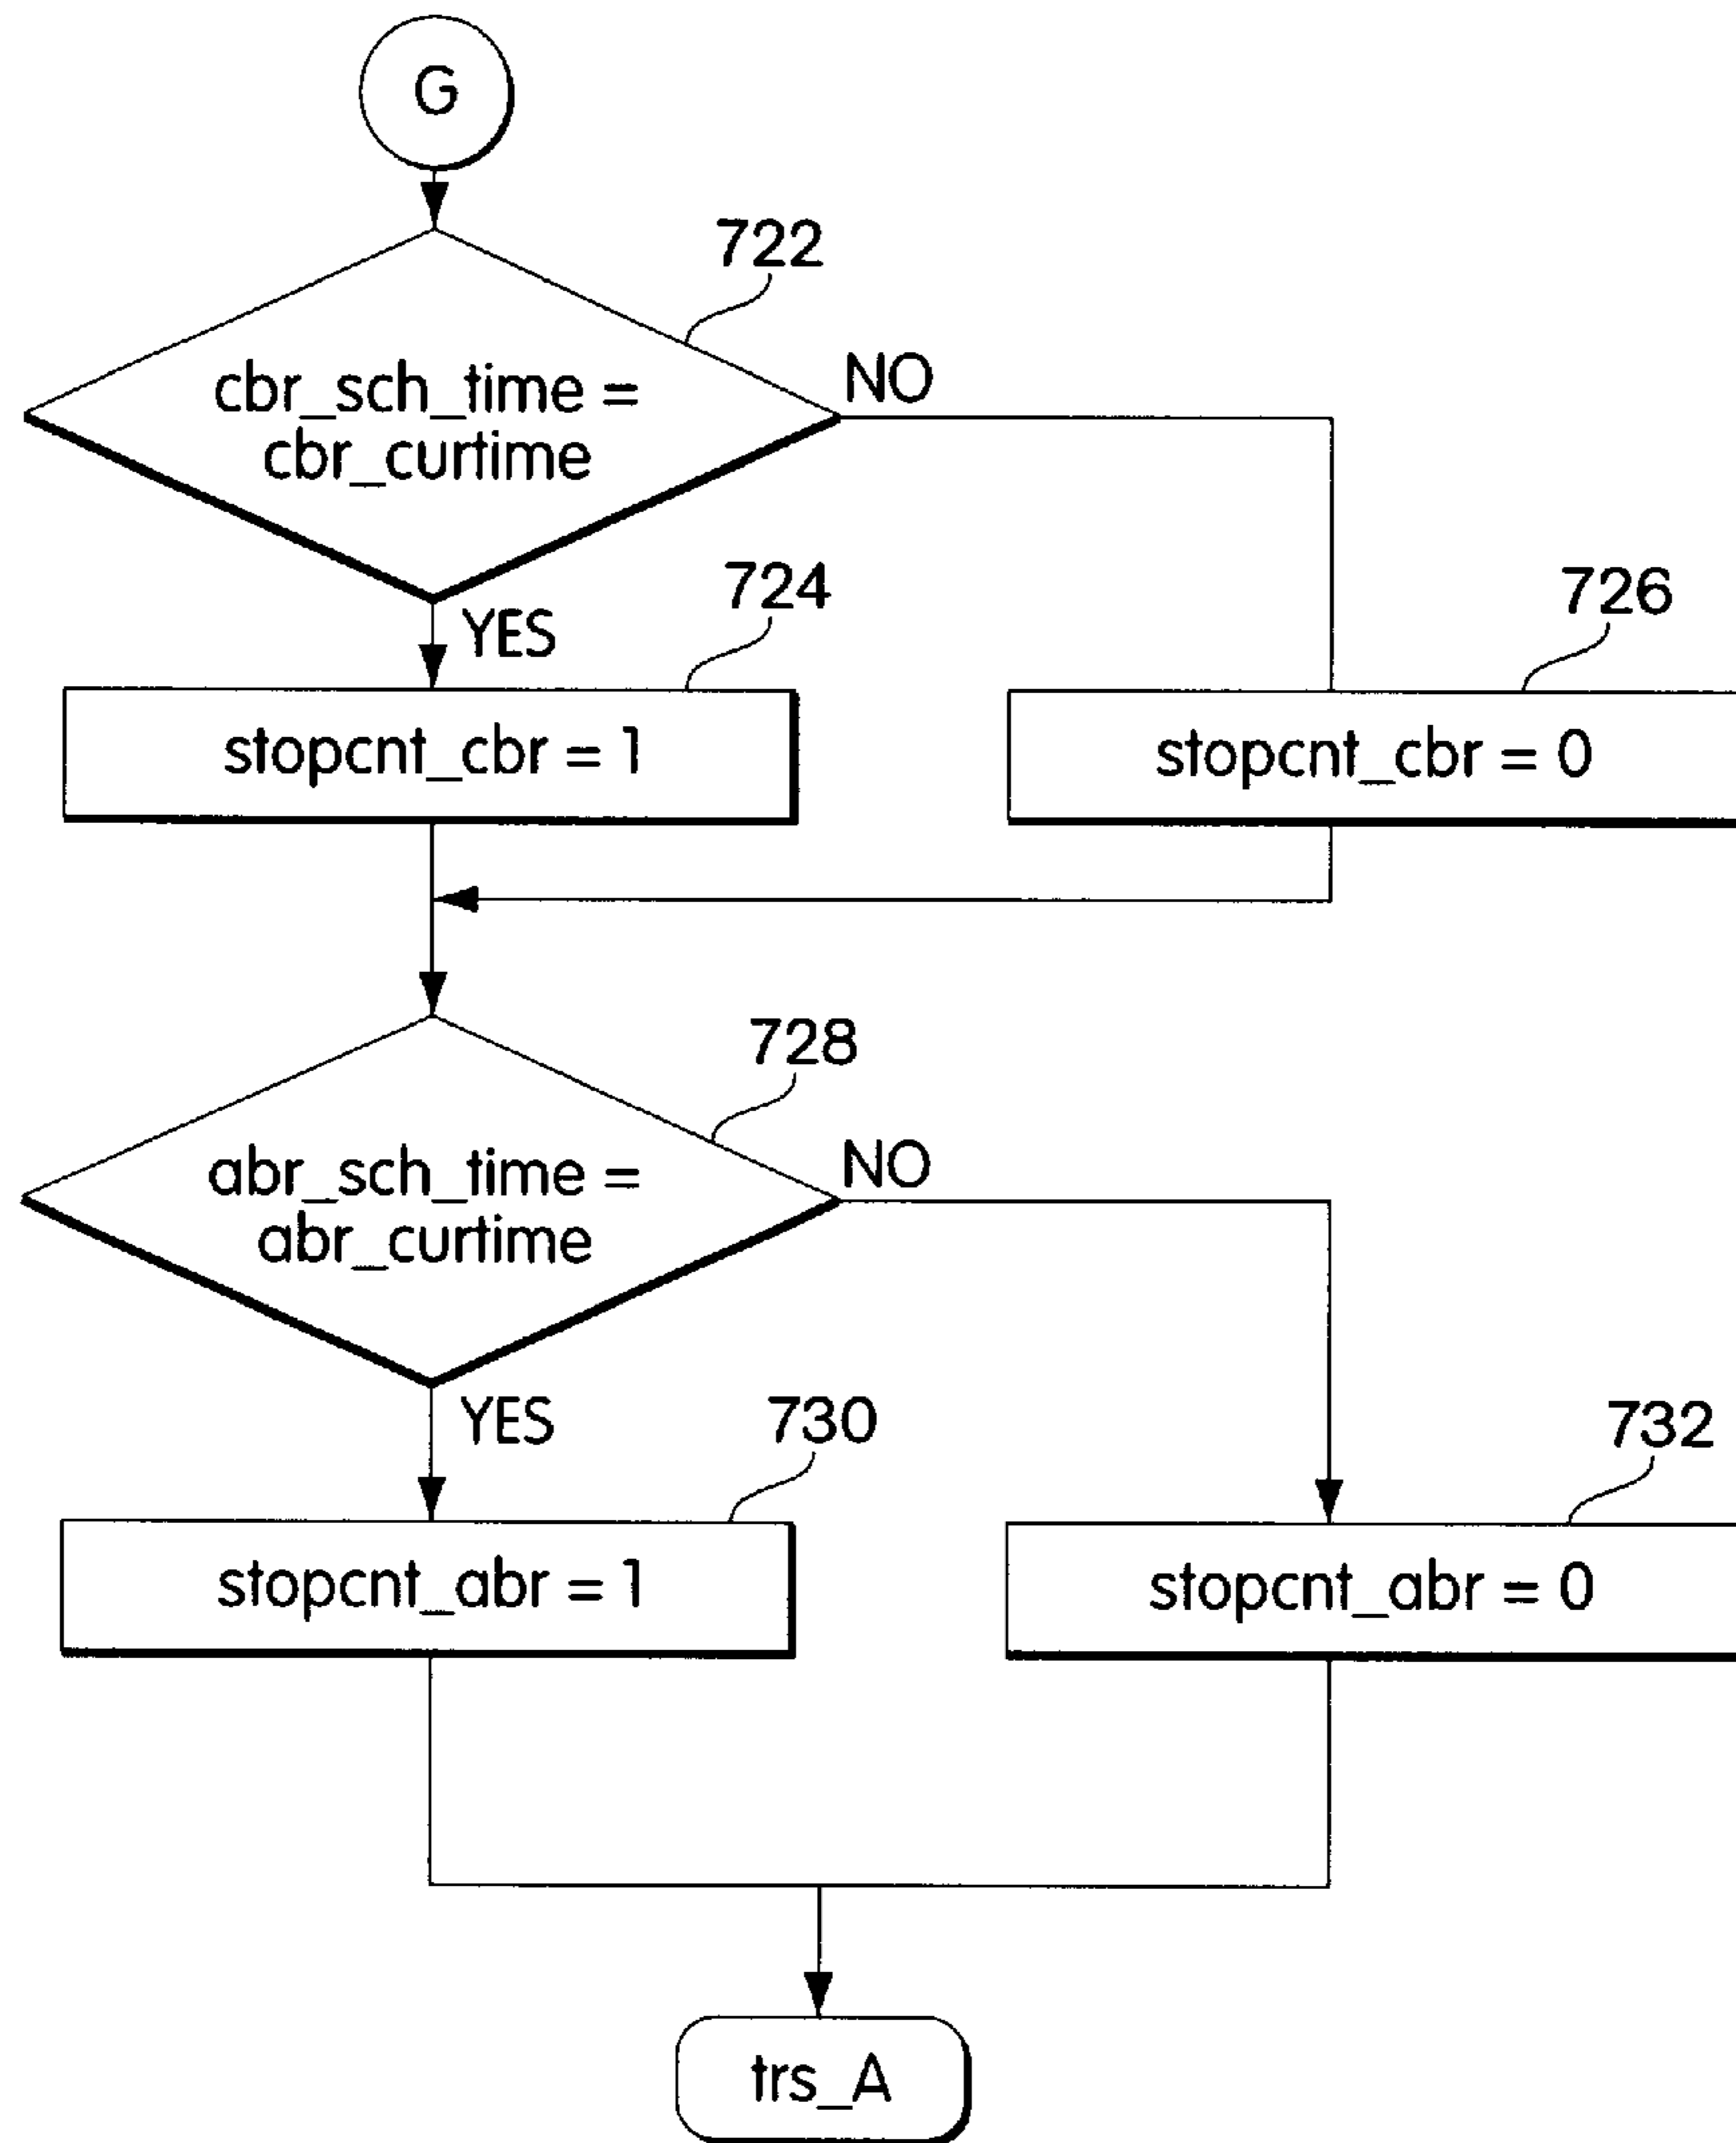 G
722
cbr_sch_time =
cbr_curtime
NO
YES
724
stopcnt_cbr = 1
726
stopcnt_cbr = 0
728
abr_sch_time =
abr_curtime
NO
YES
730
stopcnt_abr = 1
732
stopcnt_abr = 0
trs_A